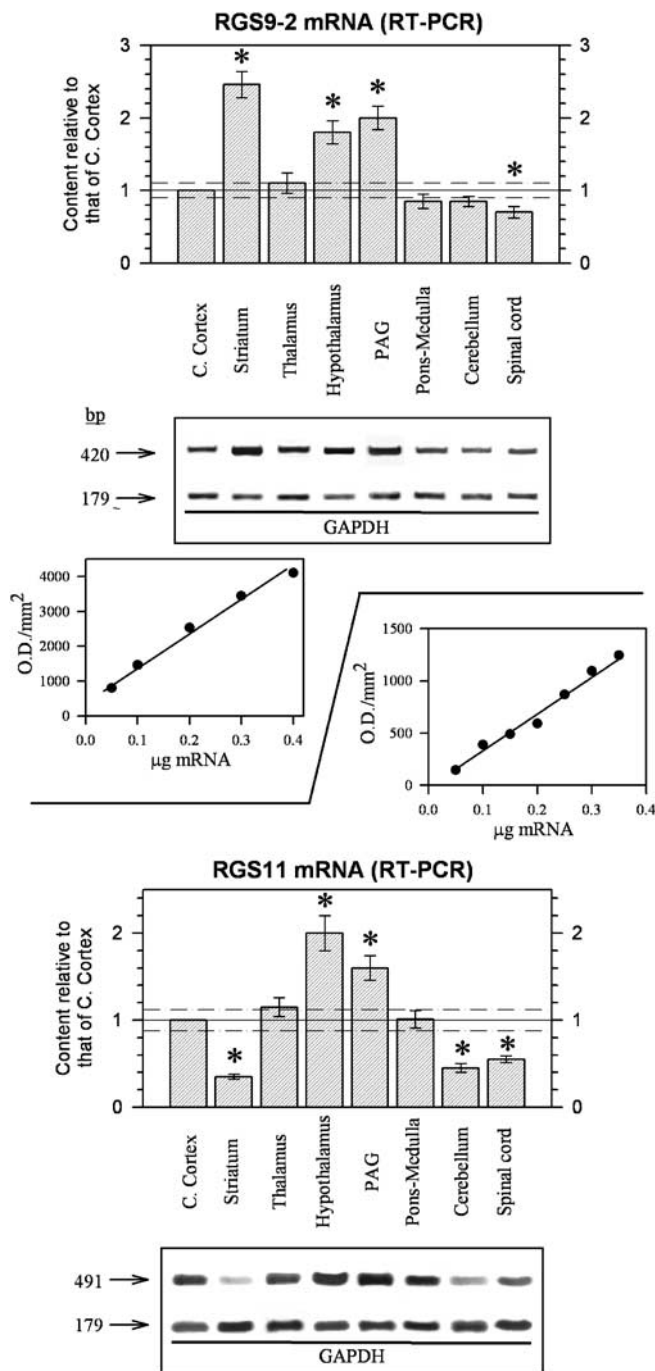 RGS9-2 mRNA (RT-PCR)
Content relative to
that of C. Cortex
3
2
1
0
* * * *
3
2
1
0
C. Cortex
Striatum
Thalamus
Hypothalamus
PAG
Pons-Medulla
Cerebellum
Spinal cord
bp
420
179
GAPDH
O.D./mm²
4000
3000
2000
1000
0
0.0 0.1 0.2 0.3 0.4
µg mRNA
O.D./mm²
1500
1000
500
0
0.0 0.1 0.2 0.3 0.4
µg mRNA
RGS11 mRNA (RT-PCR)
Content relative to
that of C. Cortex
2
1
0
* * * * *
2
1
0
C. Cortex
Striatum
Thalamus
Hypothalamus
PAG
Pons-Medulla
Cerebellum
Spinal cord
491
179
GAPDH